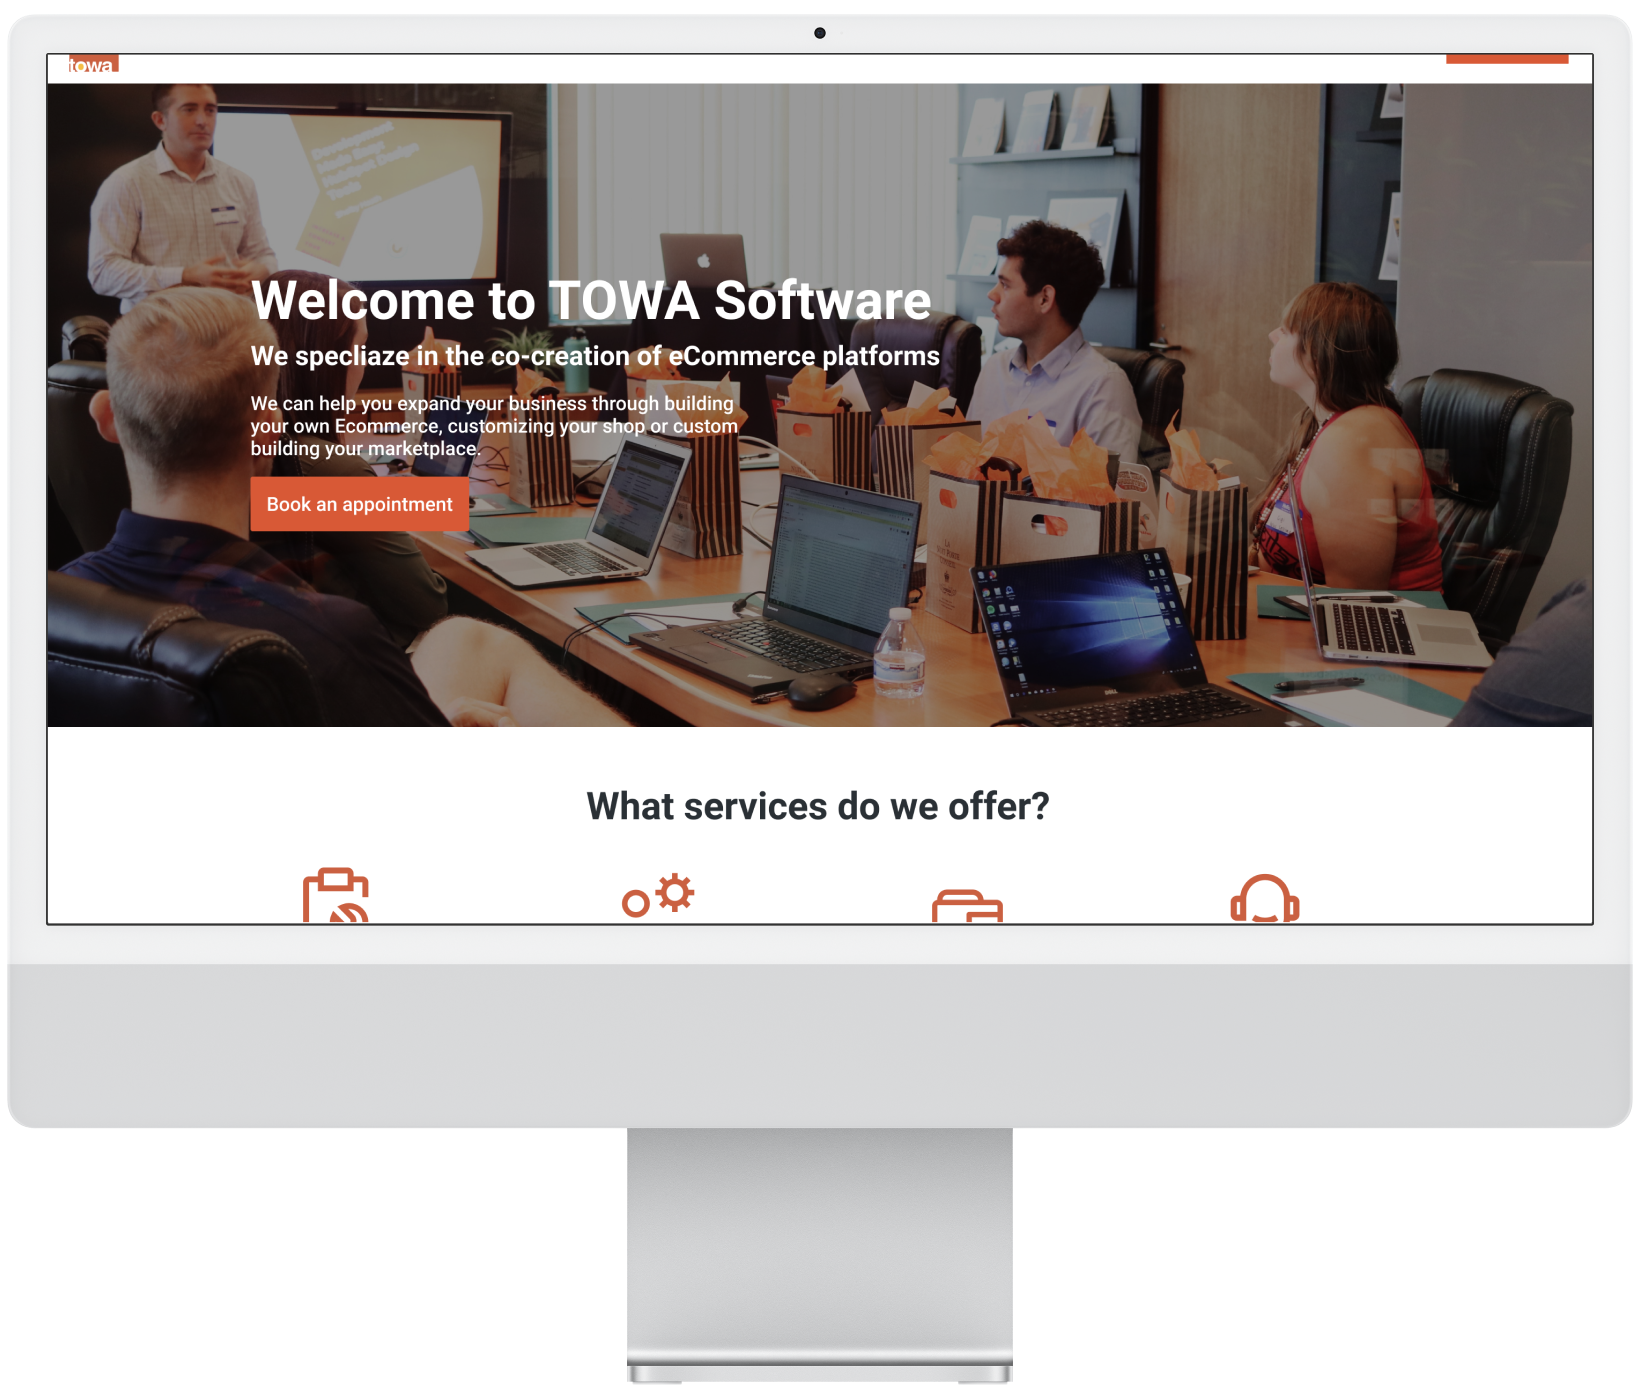 towa
Development
Welcome to TOWA Software
We specliaze in the co-creation of eCommerce platforms
We can help you expand your business through building
your own Ecommerce, customizing your shop or custom
building your marketplace.
Book an appointment
DELL
What services do we offer?